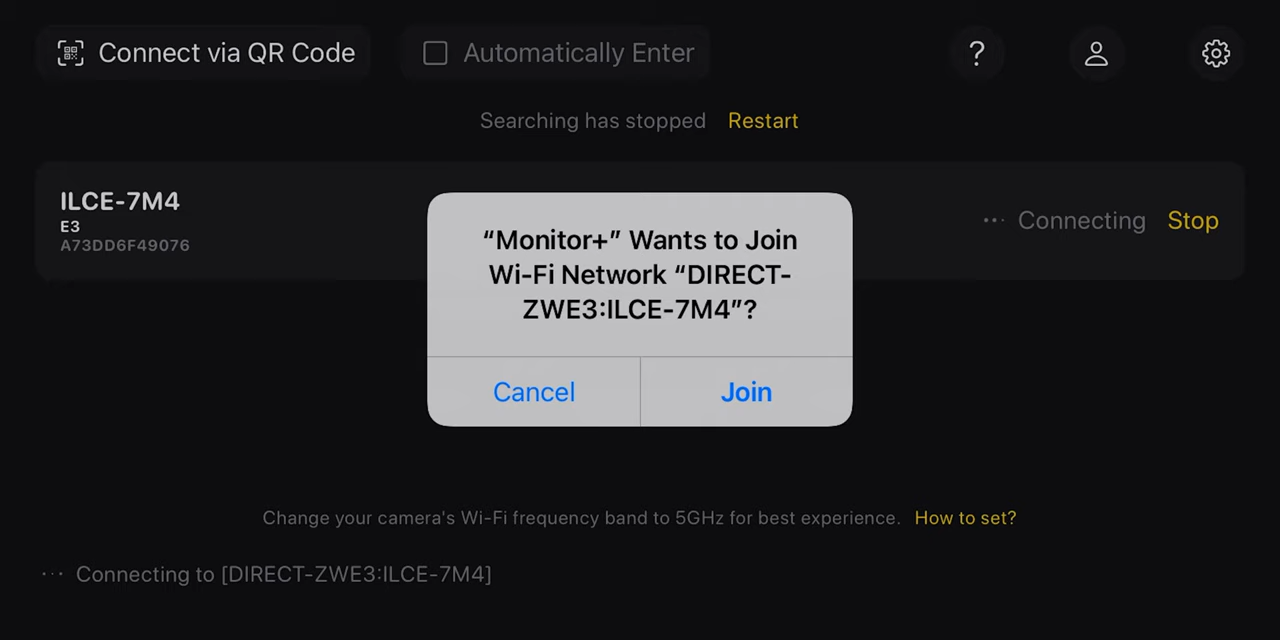 Connect via QR Code
Automatically Enter
?
Searching has stopped Restart
ILCE-7M4
E3
A73DD6F49076
··· Connecting Stop
“Monitor+” Wants to Join
Wi-Fi Network “DIRECT-
ZWE3:ILCE-7M4”?
Cancel
Join
Change your camera's Wi-Fi frequency band to 5GHz for best experience. How to set?
··· Connecting to [DIRECT-ZWE3:ILCE-7M4]